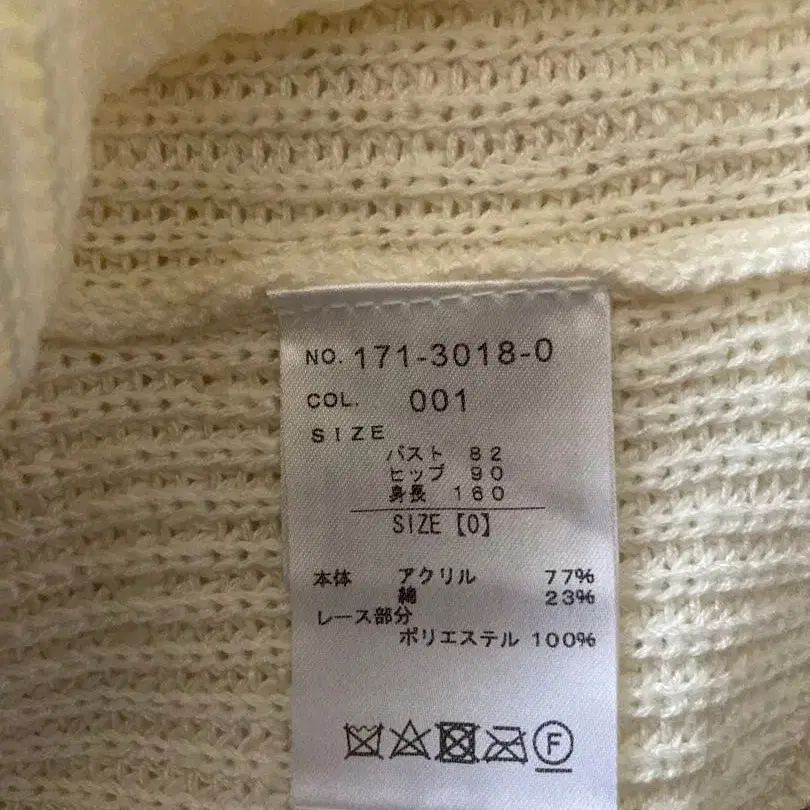 NO. 171-3018-0
COL. 001
SIZE
バスト 82
ヒップ 90
身長 160
SIZE【0】
本体 アクリル 77%
綿 23%
レース部分
ポリエステル 100%
F